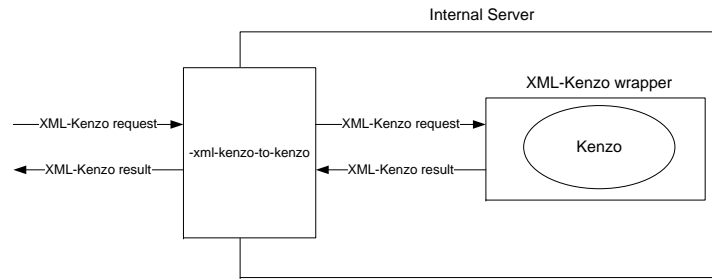 Internal Server
XML-Kenzo wrapper
XML-Kenzo request
XML-Kenzo request
-xml-kenzo-to-kenzo
Kenzo
XML-Kenzo result
XML-Kenzo result